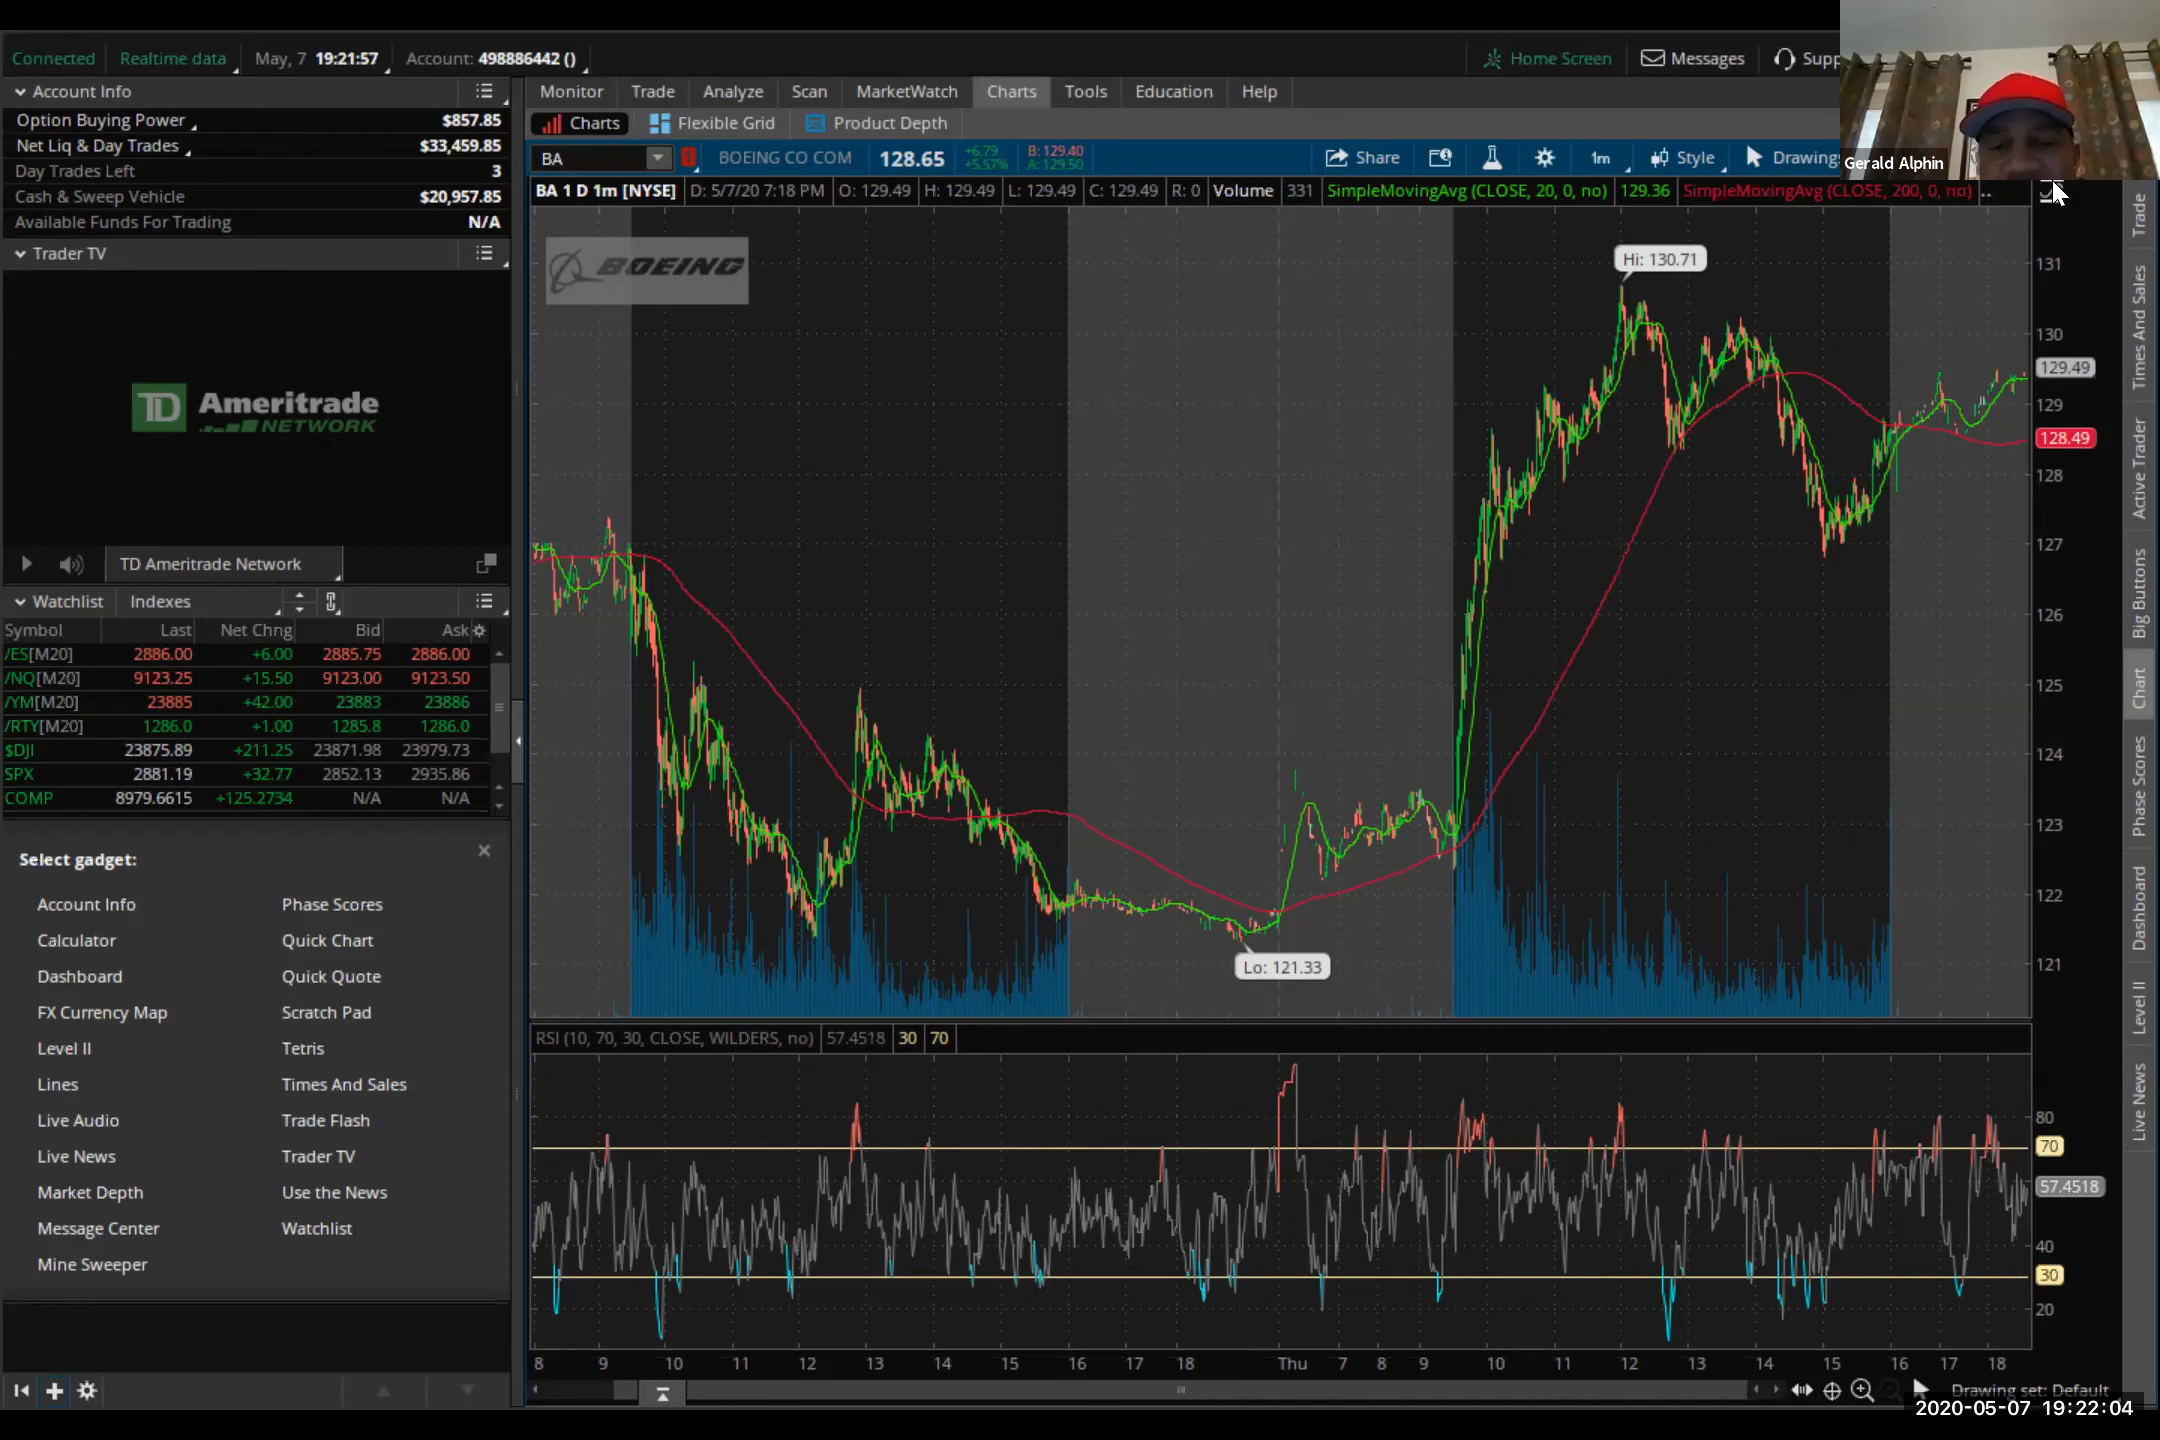 Connected Realtime data May, 7 19:21:57 Account: 498886442 () Home Screen Messages Supp
Account Info
Option Buying Power $857.85
Net Liq & Day Trades $33,459.85
Day Trades Left 3
Cash & Sweep Vehicle $20,957.85
Available Funds For Trading N/A
Trader TV
TD Ameritrade
NETWORK
TD Ameritrade Network
Watchlist Indexes
Symbol Last Net Chng Bid Ask
/ES[M20] 2886.00 +6.00 2885.75 2886.00
/NQ[M20] 9123.25 +15.50 9123.00 9123.50
/YM[M20] 23885 +42.00 23883 23886
/RTY[M20] 1286.0 +1.00 1285.8 1286.0
$DJI 23875.89 +211.25 23871.98 23979.73
SPX 2881.19 +32.77 2852.13 2935.86
COMP 8979.6615 +125.2734 N/A N/A
Select gadget:
Account Info Phase Scores
Calculator Quick Chart
Dashboard Quick Quote
FX Currency Map Scratch Pad
Level II Tetris
Lines Times And Sales
Live Audio Trade Flash
Live News Trader TV
Market Depth Use the News
Message Center Watchlist
Mine Sweeper
Monitor Trade Analyze Scan MarketWatch Charts Tools Education Help
Charts Flexible Grid Product Depth
BA 1 BOEING CO COM 128.65 +6.79 B: 129.40 Share 1m Style Drawing
+5.57% A: 129.50
Gerald Alphin
BA 1 D 1m [NYSE] D: 5/7/20 7:18 PM O: 129.49 H: 129.49 L: 129.49 C: 129.49 R: 0 Volume 331 SimpleMovingAvg (CLOSE, 20, 0, no) 129.36 SimpleMovingAvg (CLOSE, 200, 0, no) ..
BOEING
Hi: 130.71
Lo: 121.33
131
130
129.49
129
128.49
128
127
126
125
124
123
122
121
RSI (10, 70, 30, CLOSE, WILDERS, no) 57.4518 30 70
80
70
57.4518
40
30
20
8 9 10 11 12 13 14 15 16 17 18 Thu 7 8 9 10 11 12 13 14 15 16 17 18
Drawing set: Default
2020-05-07 19:22:04
Trade
Times And Sales
Active Trader
Big Buttons
Chart
Phase Scores
Dashboard
Level II
Live News